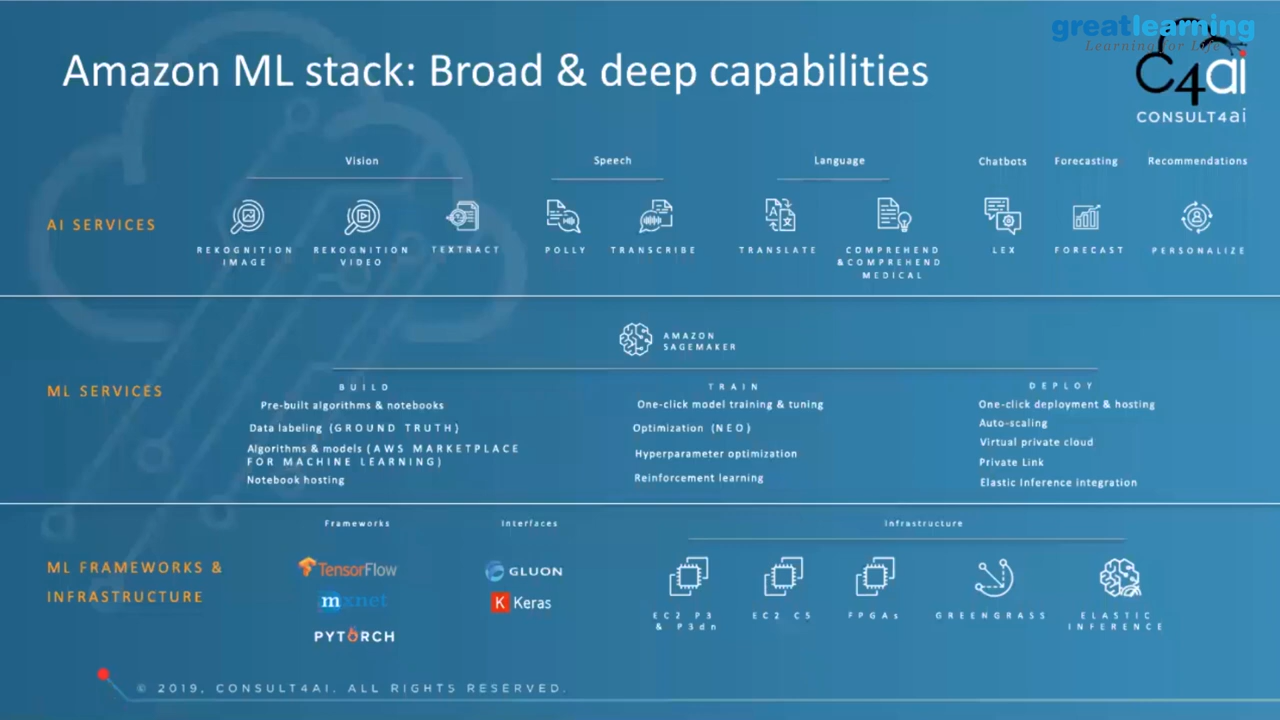 greatlearning
Learning for Life
Amazon ML stack: Broad & deep capabilities
C4ai
CONSULT4ai
Vision
Speech
Language
Chatbots
Forecasting
Recommendations
AI SERVICES
REKOGNITION
IMAGE
REKOGNITION
VIDEO
TEXTRACT
POLLY
TRANSCRIBE
TRANSLATE
COMPREHEND
&COMPREHEND
MEDICAL
LEX
FORECAST
PERSONALIZE
AMAZON
SAGEMAKER
ML SERVICES
BUILD
Pre-built algorithms & notebooks
Data labeling (GROUND TRUTH)
Algorithms & models (AWS MARKETPLACE
FOR MACHINE LEARNING)
Notebook hosting
TRAIN
One-click model training & tuning
Optimization (NEO)
Hyperparameter optimization
Reinforcement learning
DEPLOY
One-click deployment & hosting
Auto-scaling
Virtual private cloud
Private Link
Elastic Inference integration
ML FRAMEWORKS &
INFRASTRUCTURE
Frameworks
TensorFlow
mxnet
PYTORCH
Interfaces
GLUON
K Keras
Infrastructure
EC2 P3
& P3dn
EC2 C5
FPGAs
GREENGRASS
ELASTIC
INFERENCE
© 2019, CONSULT4AI. ALL RIGHTS RESERVED.